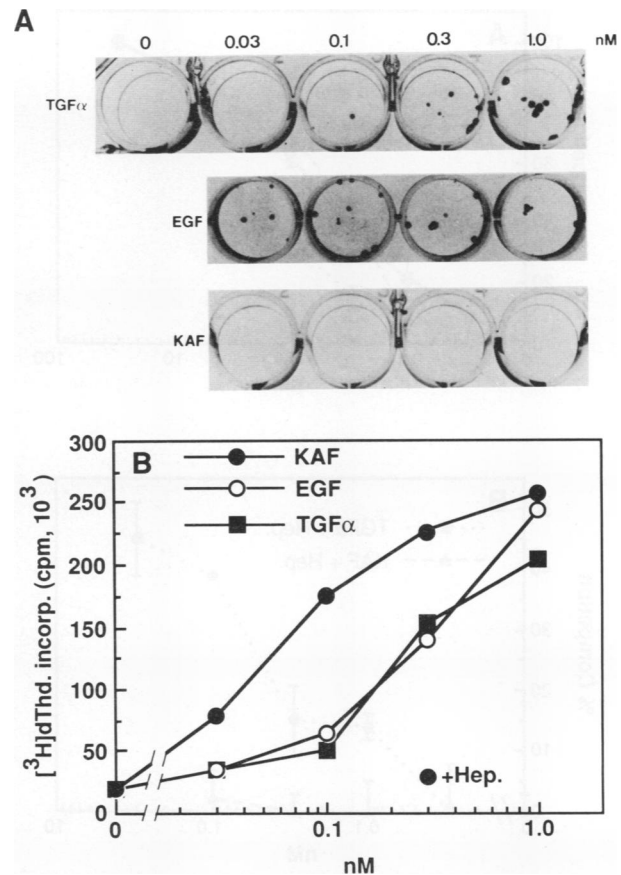 A
0 0.03 0.1 0.3 1.0 nM
TGFα
EGF
KAF
B
KAF
EGF
TGFα
[³H]dThd. incorp. (cpm, 10³)
300
250
200
150
100
50
0
+Hep.
0 0.1 1.0
nM